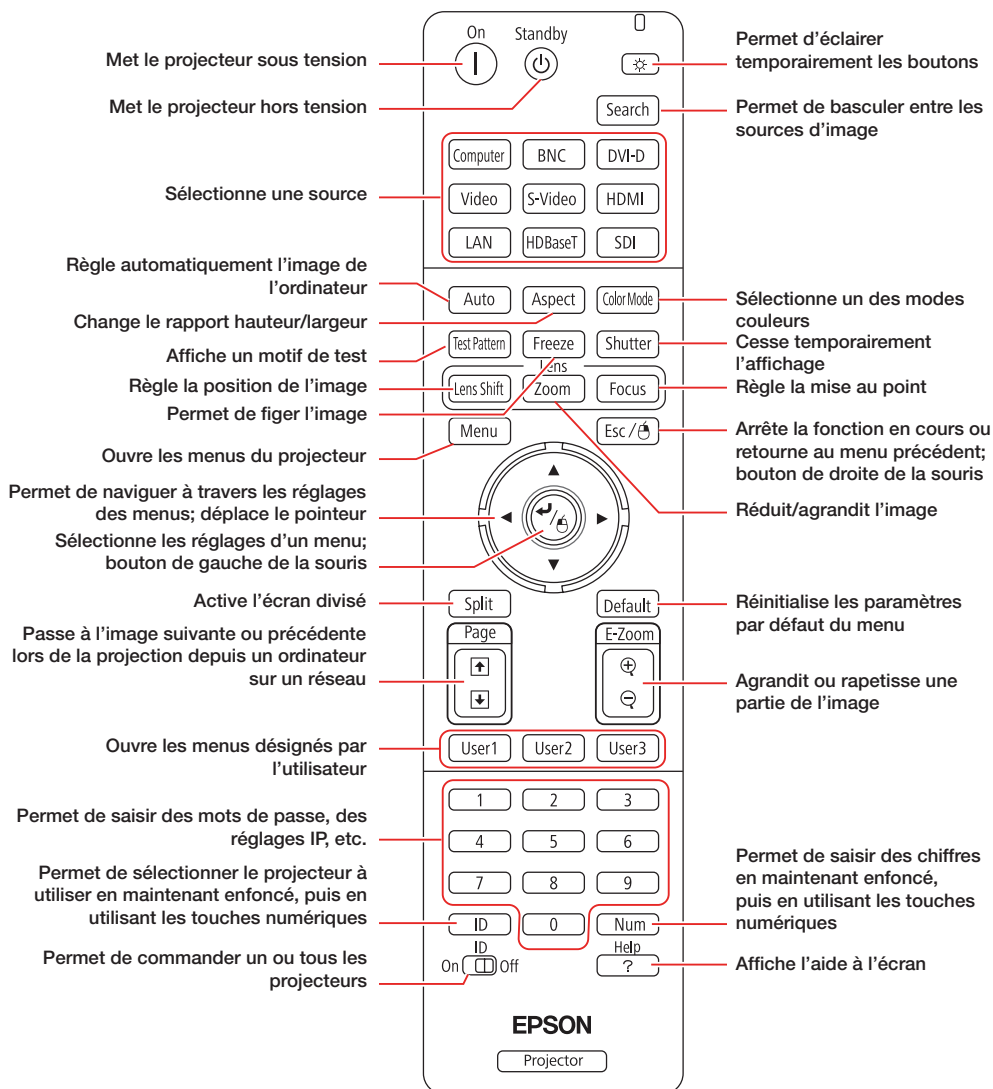 On
Standby
Met le projecteur sous tension
Permet d'éclairer
temporairement les boutons
Met le projecteur hors tension
Search
Permet de basculer entre les
sources d'image
Computer
BNC
DVI-D
Sélectionne une source
Video
S-Video
HDMI
LAN
HDBaseT
SDI
Règle automatiquement l'image de
l'ordinateur
Auto
Aspect
Color Mode
Sélectionne un des modes
couleurs
Change le rapport hauteur/largeur
Affiche un motif de test
Test Pattern
Freeze
Shutter
Cesse temporairement
l'affichage
Lens
Règle la position de l'image
Lens Shift
Zoom
Focus
Règle la mise au point
Permet de figer l'image
Menu
Esc /
Arrête la fonction en cours ou
retourne au menu précédent;
bouton de droite de la souris
Ouvre les menus du projecteur
Permet de naviguer à travers les réglages
des menus; déplace le pointeur
Réduit/agrandit l'image
Sélectionne les réglages d'un menu;
bouton de gauche de la souris
Active l'écran divisé
Split
Default
Réinitialise les paramètres
par défaut du menu
Passe à l'image suivante ou précédente
lors de la projection depuis un ordinateur
sur un réseau
Page
E-Zoom
Agrandit ou rapetisse une
partie de l'image
Ouvre les menus désignés par
l'utilisateur
User1
User2
User3
Permet de saisir des mots de passe, des
réglages IP, etc.
1
2
3
4
5
6
7
8
9
Permet de sélectionner le projecteur à
utiliser en maintenant enfoncé, puis en
utilisant les touches numériques
Permet de saisir des chiffres
en maintenant enfoncé,
puis en utilisant les touches
numériques
ID
0
Num
Permet de commander un ou tous les
projecteurs
ID
On
Off
Help
?
Affiche l'aide à l'écran
EPSON
Projector